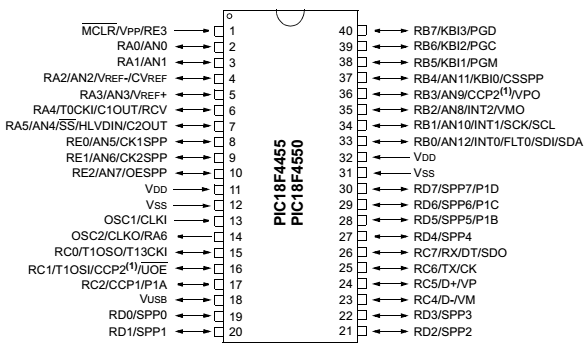 MCLR/VPP/RE3 1 40 RB7/KBI3/PGD
RA0/AN0 2 39 RB6/KBI2/PGC
RA1/AN1 3 38 RB5/KBI1/PGM
RA2/AN2/VREF-/CVREF 4 37 RB4/AN11/KBI0/CSSPP
RA3/AN3/VREF+ 5 36 RB3/AN9/CCP2(1)/VPO
RA4/T0CKI/C1OUT/RCV 6 35 RB2/AN8/INT2/VMO
RA5/AN4/SS/HLVDIN/C2OUT 7 34 RB1/AN10/INT1/SCK/SCL
RE0/AN5/CK1SPP 8 33 RB0/AN12/INT0/FLT0/SDI/SDA
RE1/AN6/CK2SPP 9 32 VDD
RE2/AN7/OESPP 10 31 VSS
VDD 11 30 RD7/SPP7/P1D
VSS 12 29 RD6/SPP6/P1C
OSC1/CLKI 13 28 RD5/SPP5/P1B
OSC2/CLKO/RA6 14 27 RD4/SPP4
RC0/T1OSO/T13CKI 15 26 RC7/RX/DT/SDO
RC1/T1OSI/CCP2(1)/UOE 16 25 RC6/TX/CK
RC2/CCP1/P1A 17 24 RC5/D+/VP
VUSB 18 23 RC4/D-/VM
RD0/SPP0 19 22 RD3/SPP3
RD1/SPP1 20 21 RD2/SPP2
PIC18F4455
PIC18F4550